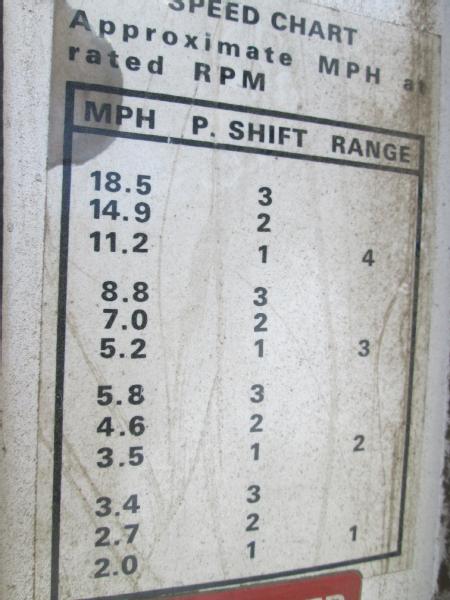 SPEED CHART
Approximate MPH at
rated RPM
MPH P. SHIFT RANGE
18.5 3
14.9 2
11.2 1 4
8.8 3
7.0 2
5.2 1 3
5.8 3
4.6 2
3.5 1 2
3.4 3
2.7 2 1
2.0 1